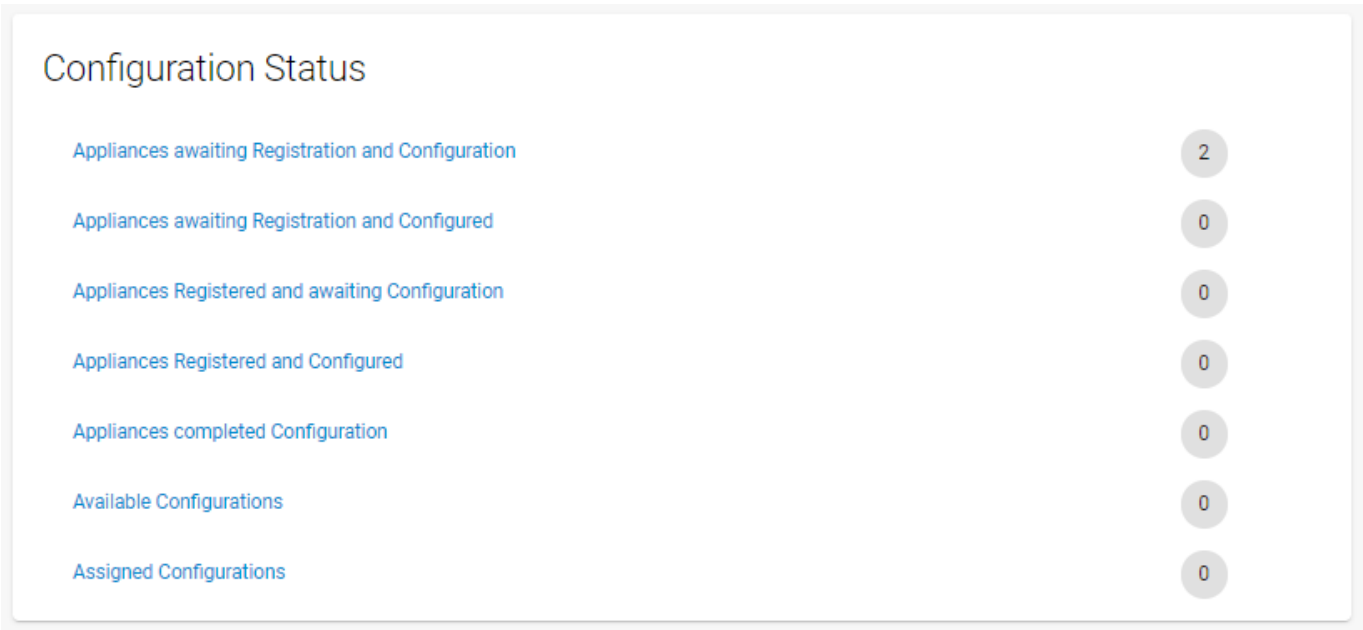 Configuration Status
Appliances awaiting Registration and Configuration 2
Appliances awaiting Registration and Configured 0
Appliances Registered and awaiting Configuration 0
Appliances Registered and Configured 0
Appliances completed Configuration 0
Available Configurations 0
Assigned Configurations 0